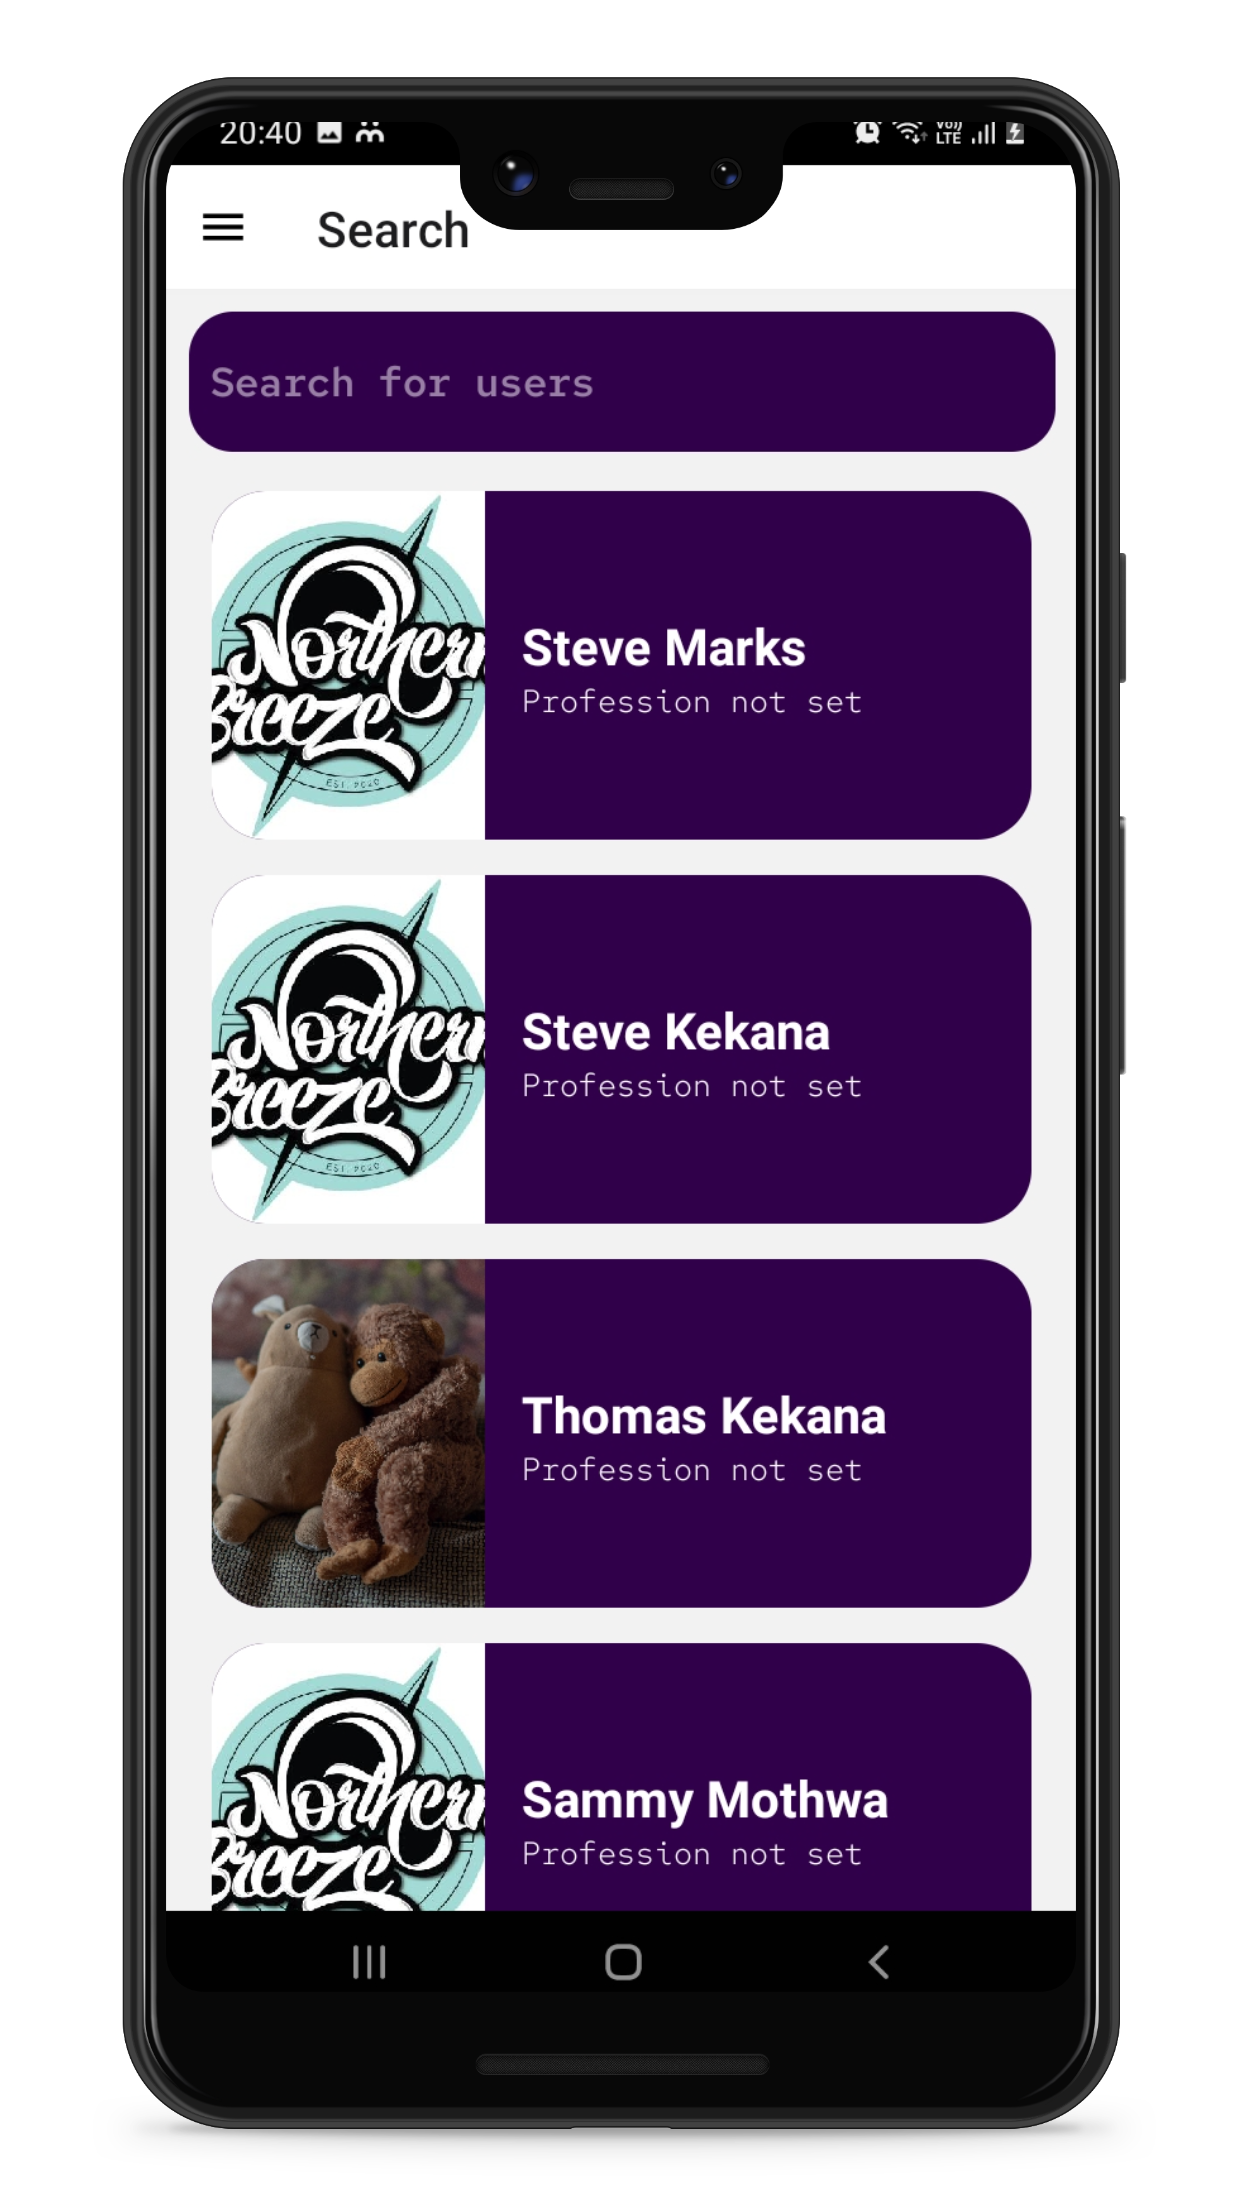 20:40
Vo))
LTE
Search
Search for users
Northern
Breeze
EST. 2020
Steve Marks
Profession not set
Northern
Breeze
EST. 2020
Steve Kekana
Profession not set
Thomas Kekana
Profession not set
Northern
Breeze
Sammy Mothwa
Profession not set